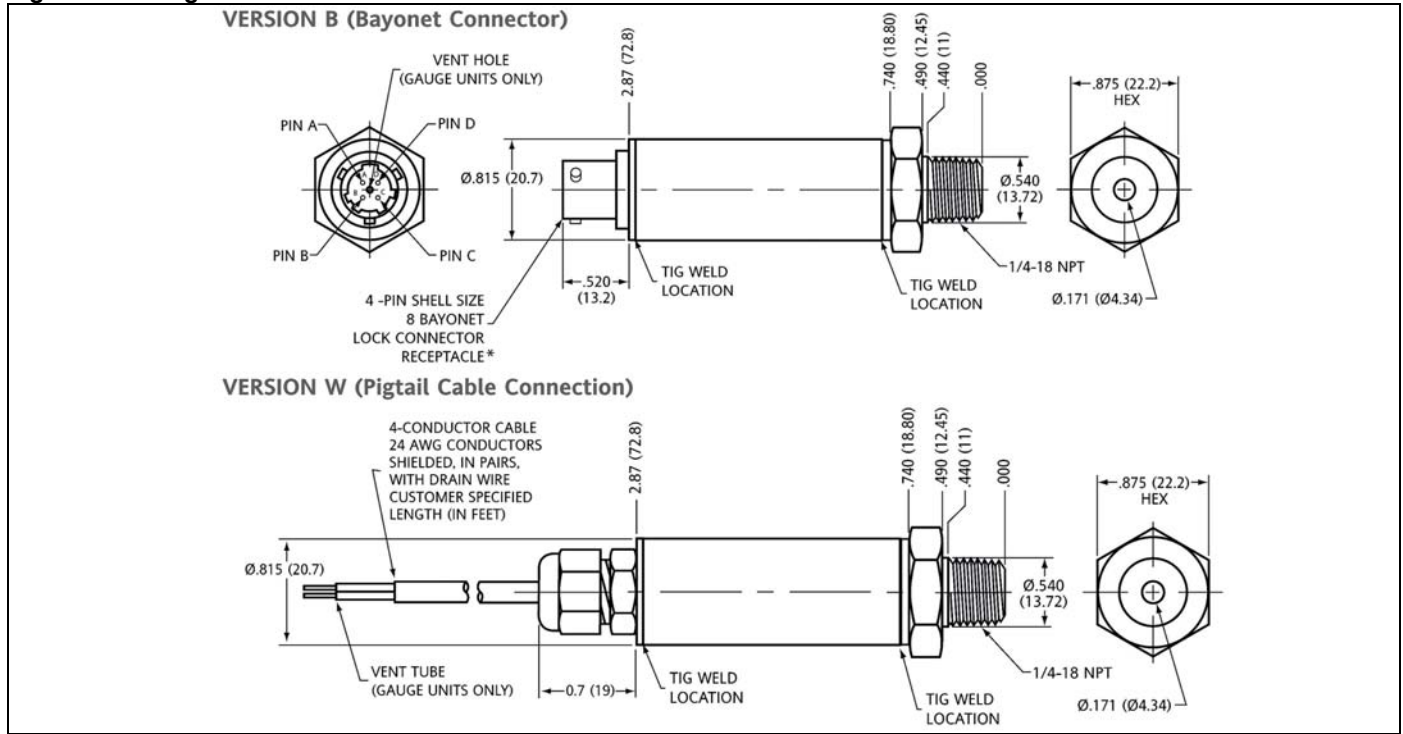 VERSION B (Bayonet Connector)
VENT HOLE
(GAUGE UNITS ONLY)
PIN A
PIN D
A
D
B
C
PIN B
PIN C
2.87 (72.8)
.740 (18.80)
.490 (12.45)
.440 (11)
.000
.875 (22.2)
HEX
Ø.815 (20.7)
Ø.540
(13.72)
.520
(13.2)
TIG WELD
LOCATION
TIG WELD
LOCATION
1/4-18 NPT
Ø.171 (Ø4.34)
4 -PIN SHELL SIZE
8 BAYONET
LOCK CONNECTOR
RECEPTACLE*
VERSION W (Pigtail Cable Connection)
4-CONDUCTOR CABLE
24 AWG CONDUCTORS
SHIELDED, IN PAIRS,
WITH DRAIN WIRE
CUSTOMER SPECIFIED
LENGTH (IN FEET)
2.87 (72.8)
.740 (18.80)
.490 (12.45)
.440 (11)
.000
.875 (22.2)
HEX
Ø.815 (20.7)
Ø.540
(13.72)
VENT TUBE
(GAUGE UNITS ONLY)
0.7 (19)
TIG WELD
LOCATION
TIG WELD
LOCATION
1/4-18 NPT
Ø.171 (Ø4.34)